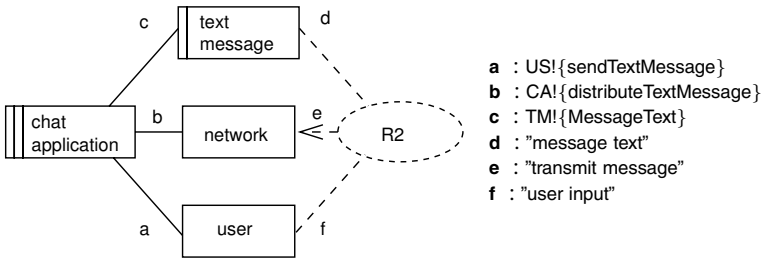 c
text
message
d
chat
application
b
network
e
R2
a
user
f
a : US!{sendTextMessage}
b : CA!{distributeTextMessage}
c : TM!{MessageText}
d : ”message text”
e : ”transmit message”
f : ”user input”